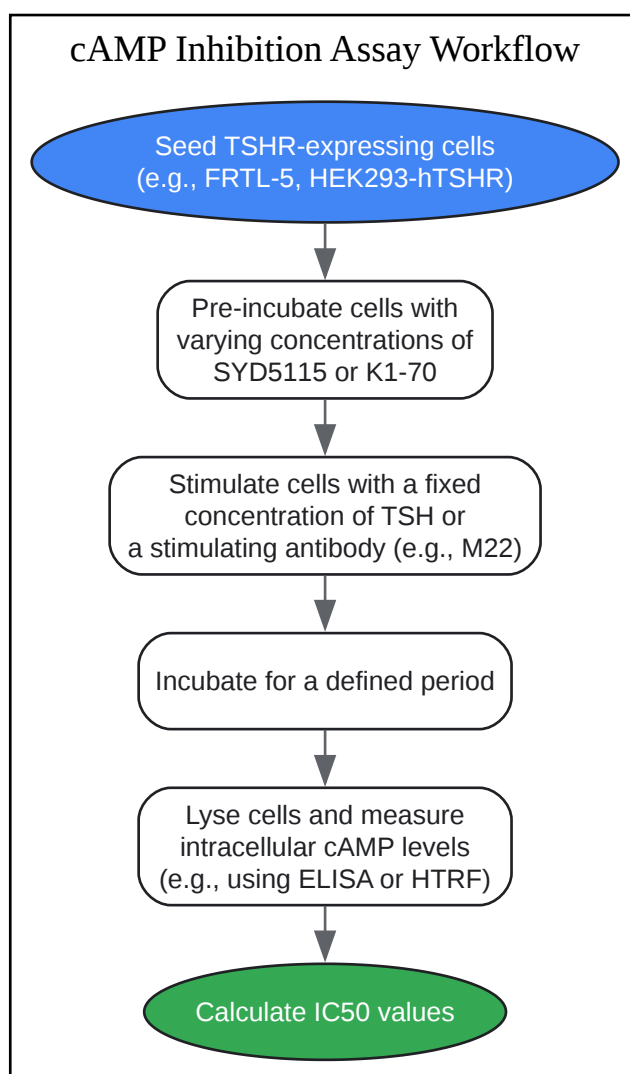 cAMP Inhibition Assay Workflow
Seed TSHR-expressing cells
(e.g., FRTL-5, HEK293-hTSHR)
Pre-incubate cells with
varying concentrations of
SYD5115 or K1-70
Stimulate cells with a fixed
concentration of TSH or
a stimulating antibody (e.g., M22)
Incubate for a defined period
Lyse cells and measure
intracellular cAMP levels
(e.g., using ELISA or HTRF)
Calculate IC50 values